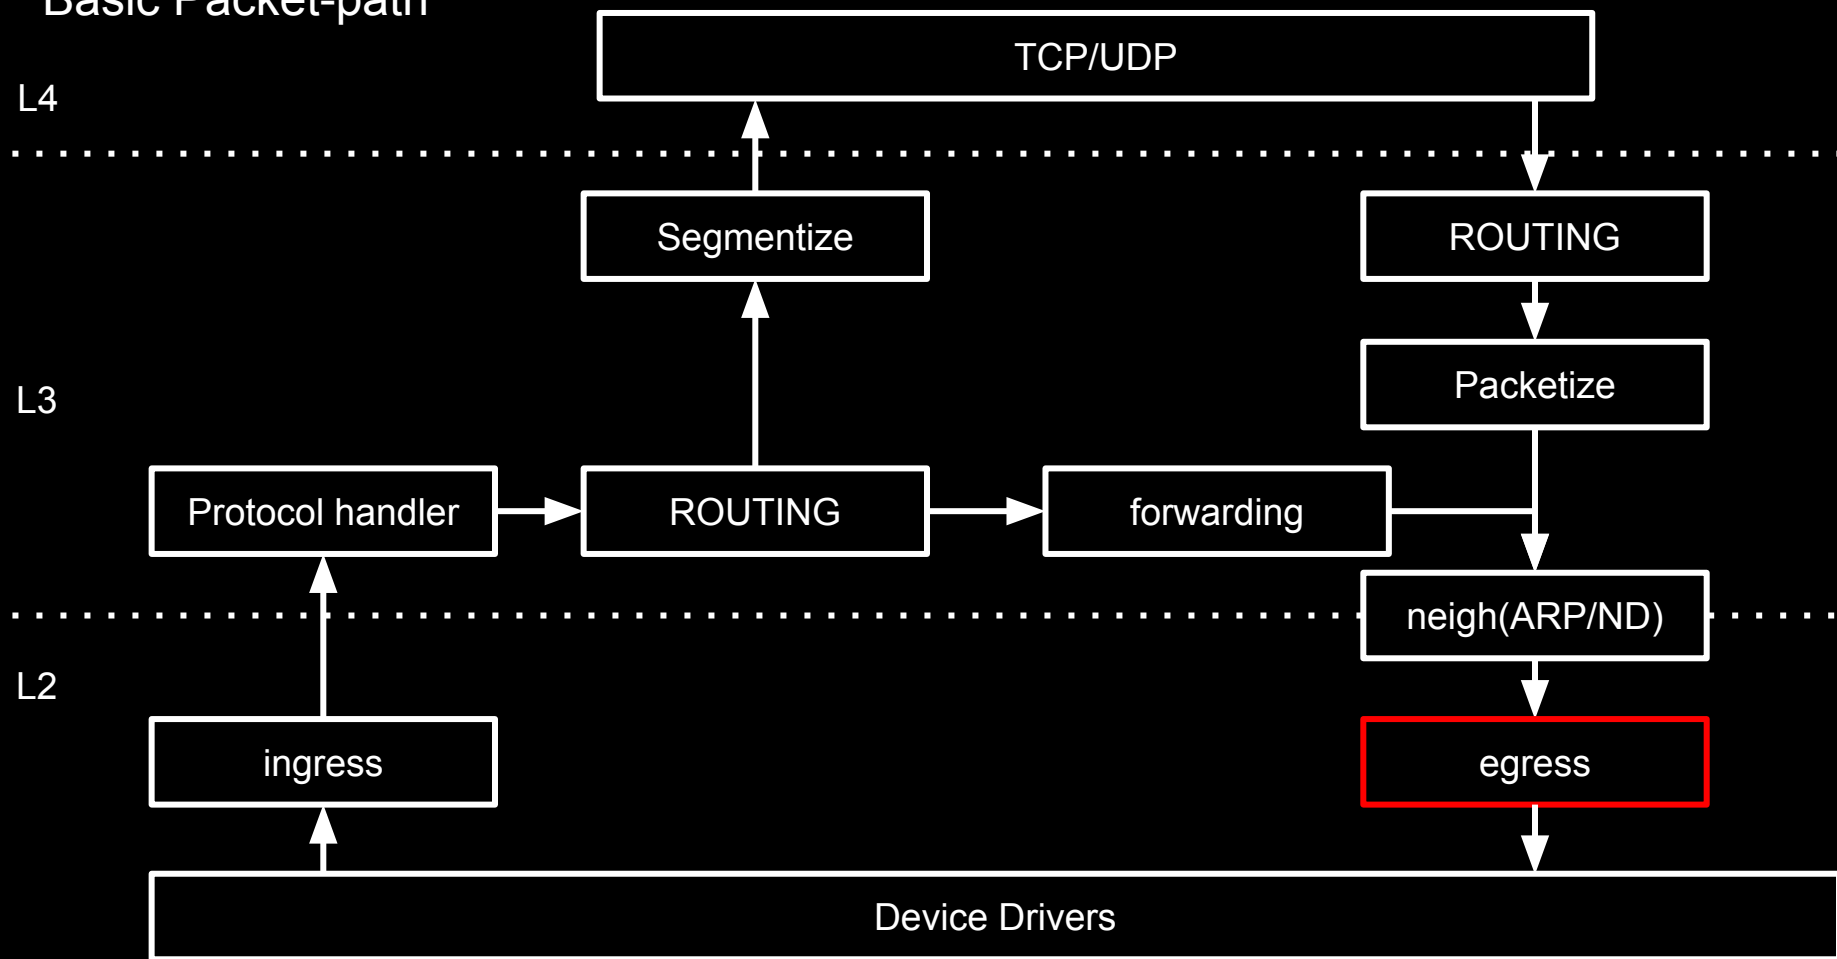 Basic Packet-path
TCP/UDP
L4
Segmentize
ROUTING
Packetize
L3
Protocol handler
ROUTING
forwarding
neigh(ARP/ND)
L2
ingress
egress
Device Drivers